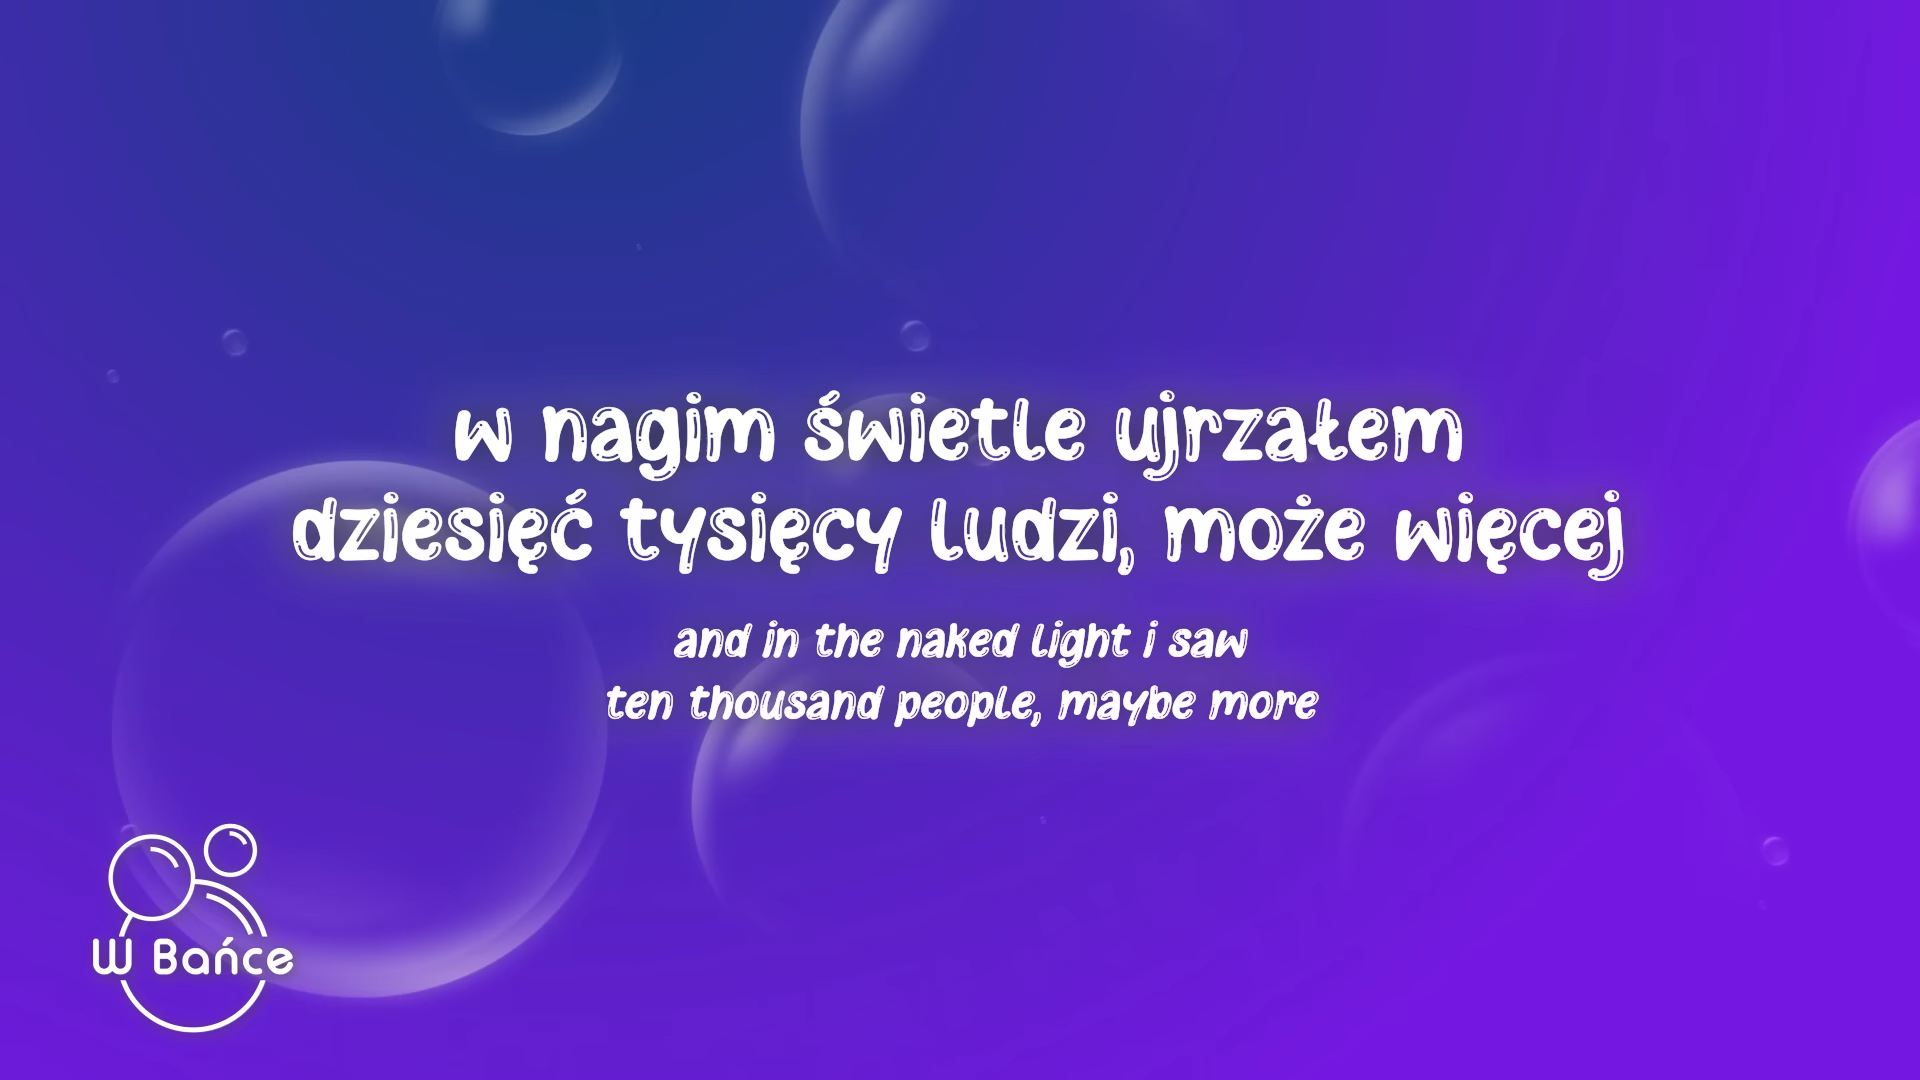 w nagim świetle ujrzałem
dziesięć tysięcy ludzi, może więcej
and in the naked light i saw
ten thousand people, maybe more
W Bańce